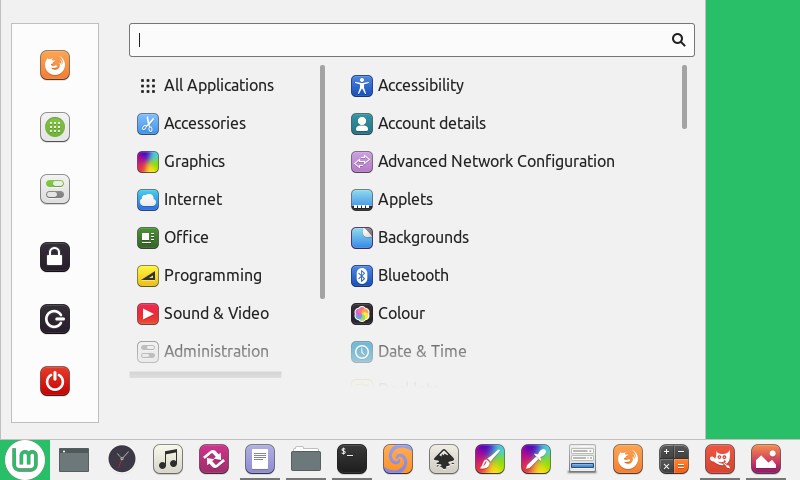 All Applications
Accessories
Graphics
Internet
Office
Programming
Sound & Video
Administration
Accessibility
Account details
Advanced Network Configuration
Applets
Backgrounds
Bluetooth
Colour
Date & Time
$_